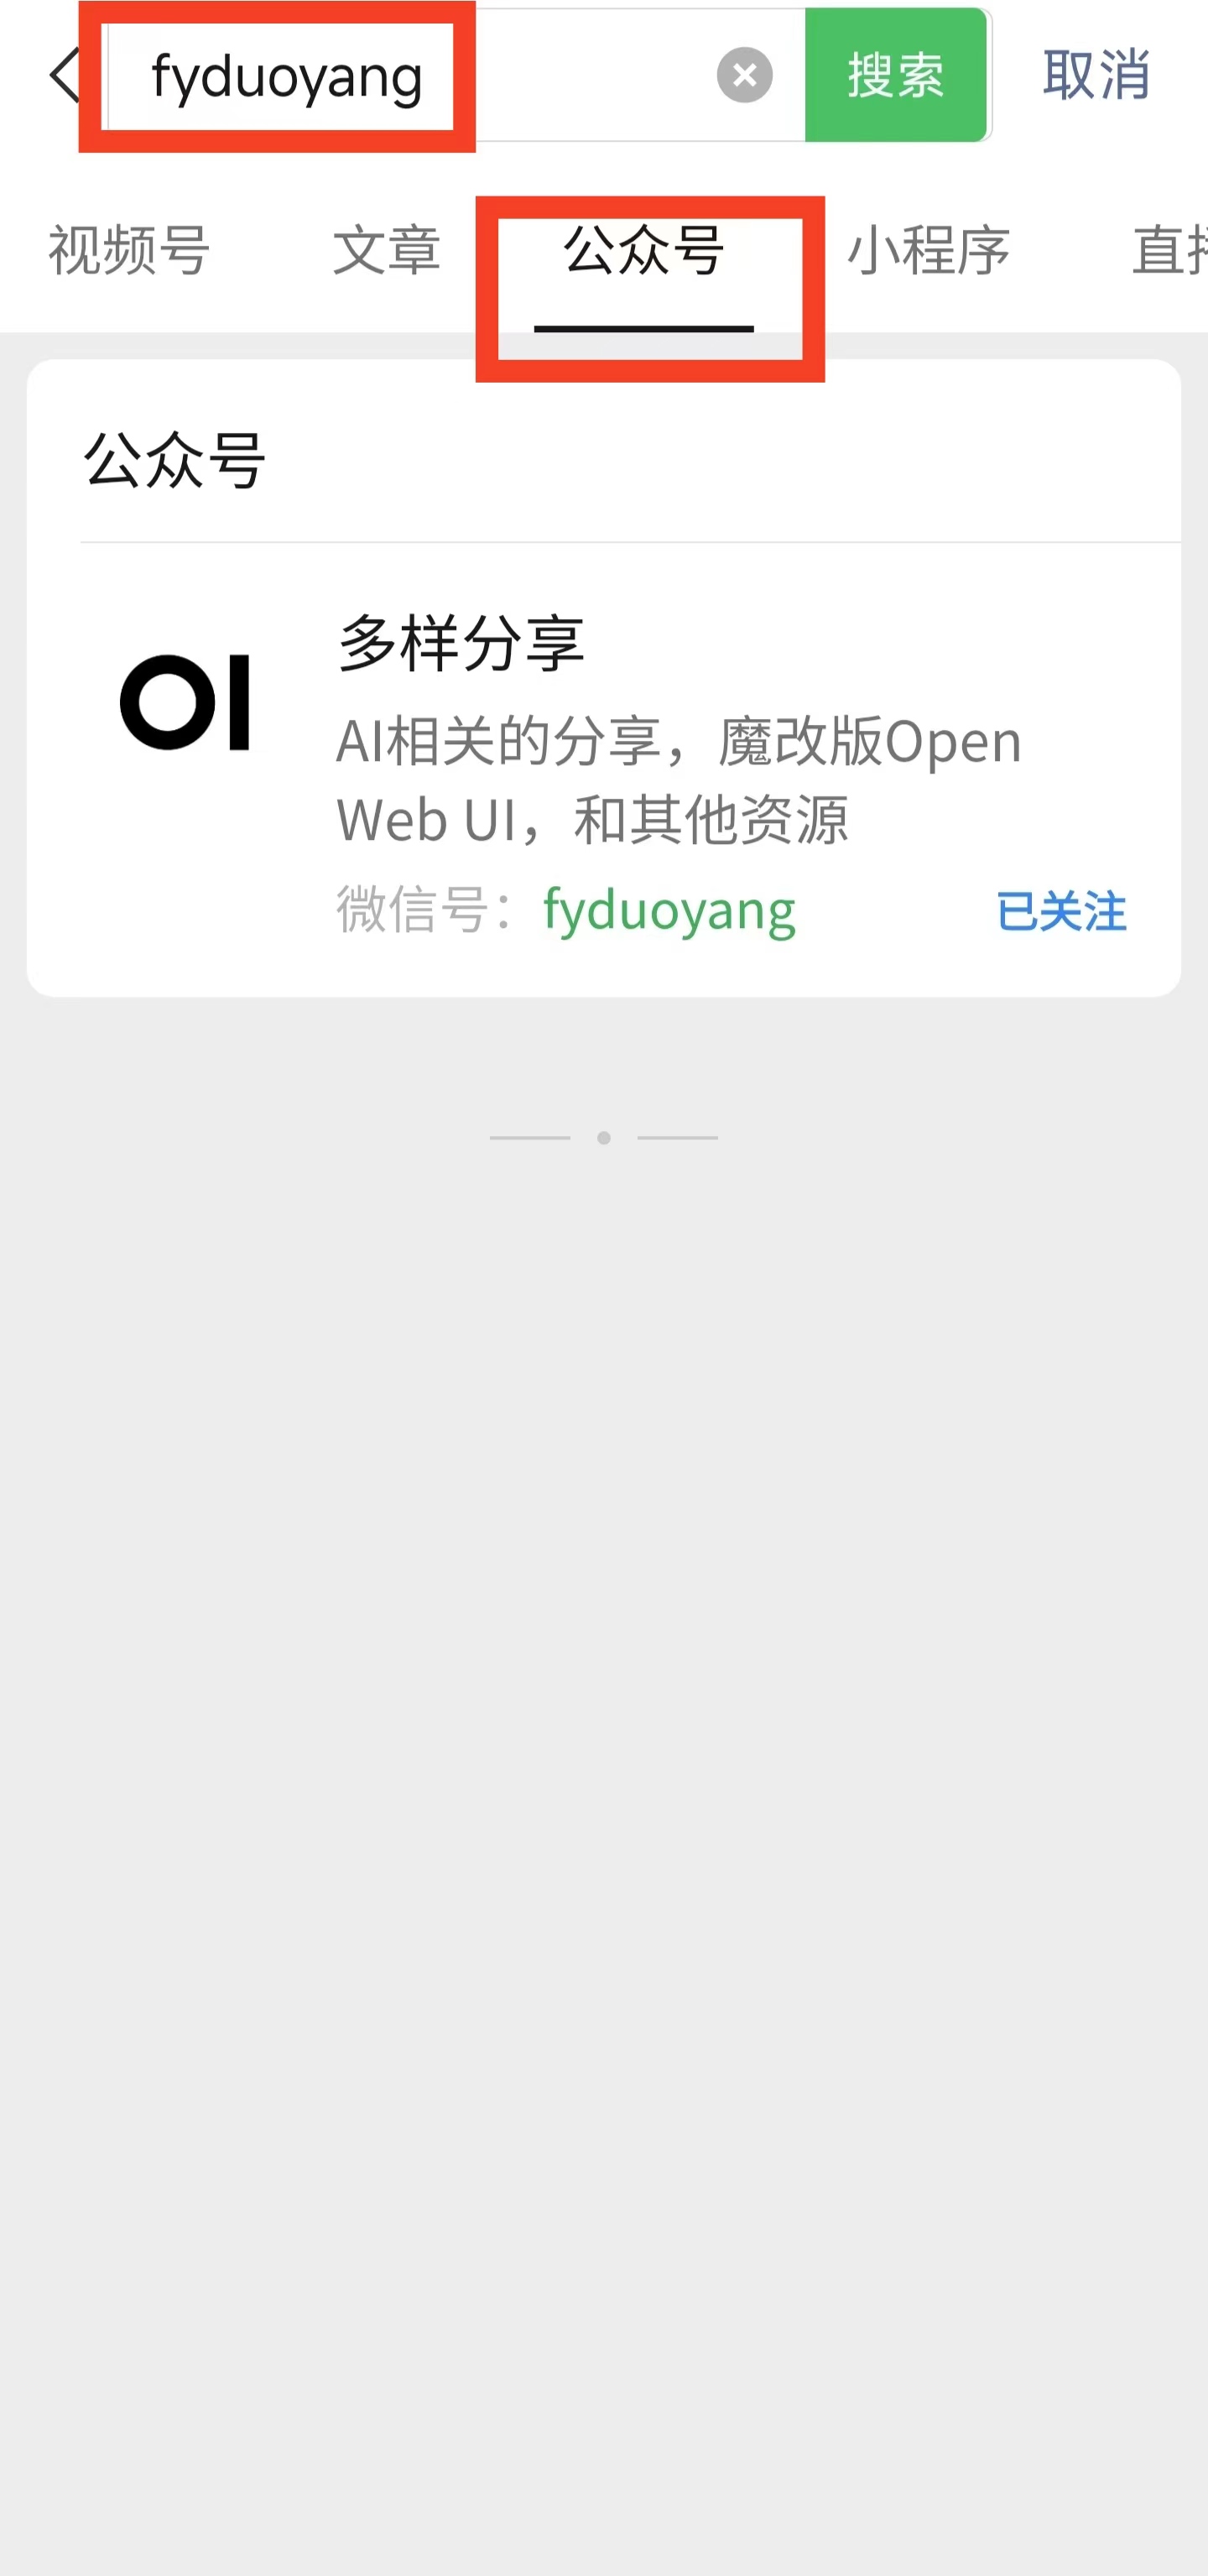 fyduoyang
搜索
取消
视频号
文章
公众号
小程序
直
公众号
OI
多样分享
AI相关的分享，魔改版Open
Web UI，和其他资源
微信号：fyduoyang
已关注